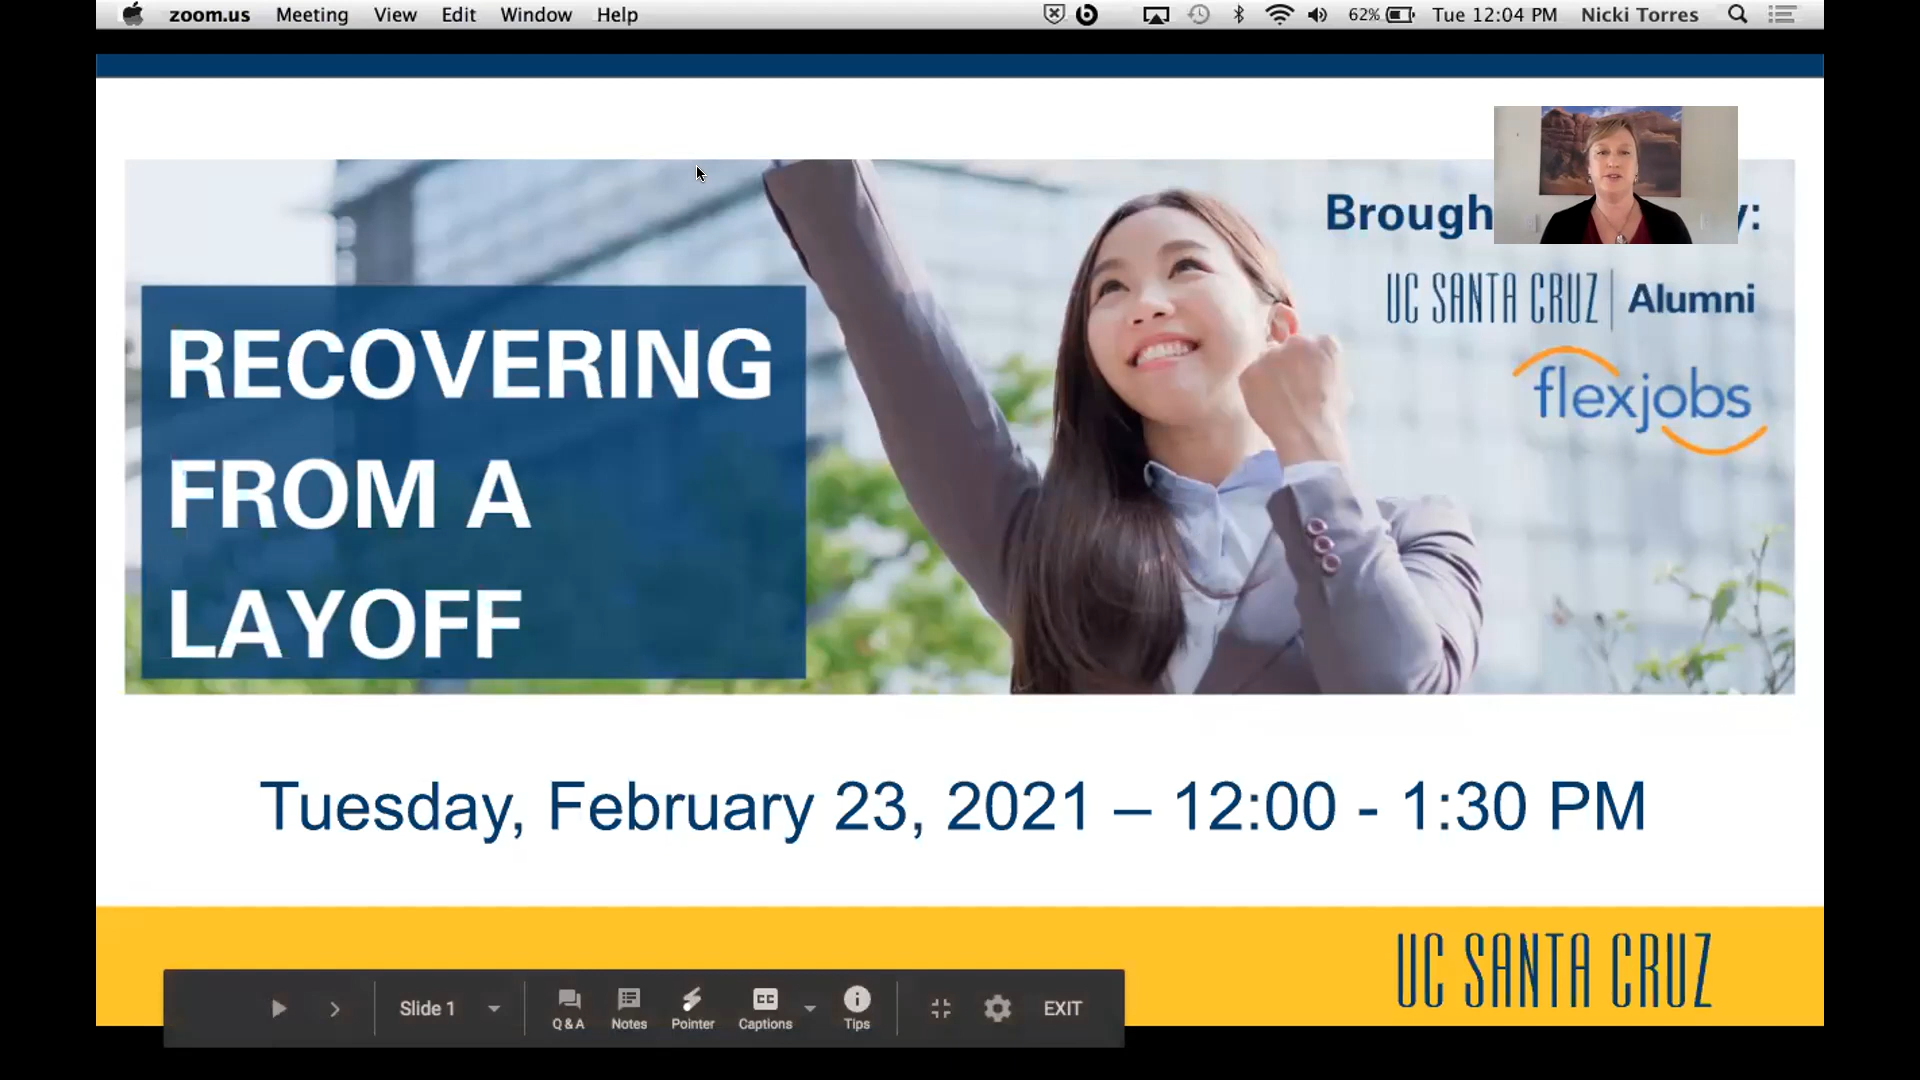 zoom.us Meeting View Edit Window Help 62% Tue 12:04 PM Nicki Torres
Brough y:
UC SANTA CRUZ Alumni
flexjobs
RECOVERING
FROM A
LAYOFF
Tuesday, February 23, 2021 – 12:00 - 1:30 PM
UC SANTA CRUZ
Slide 1 Q & A Notes Pointer CC Captions Tips EXIT